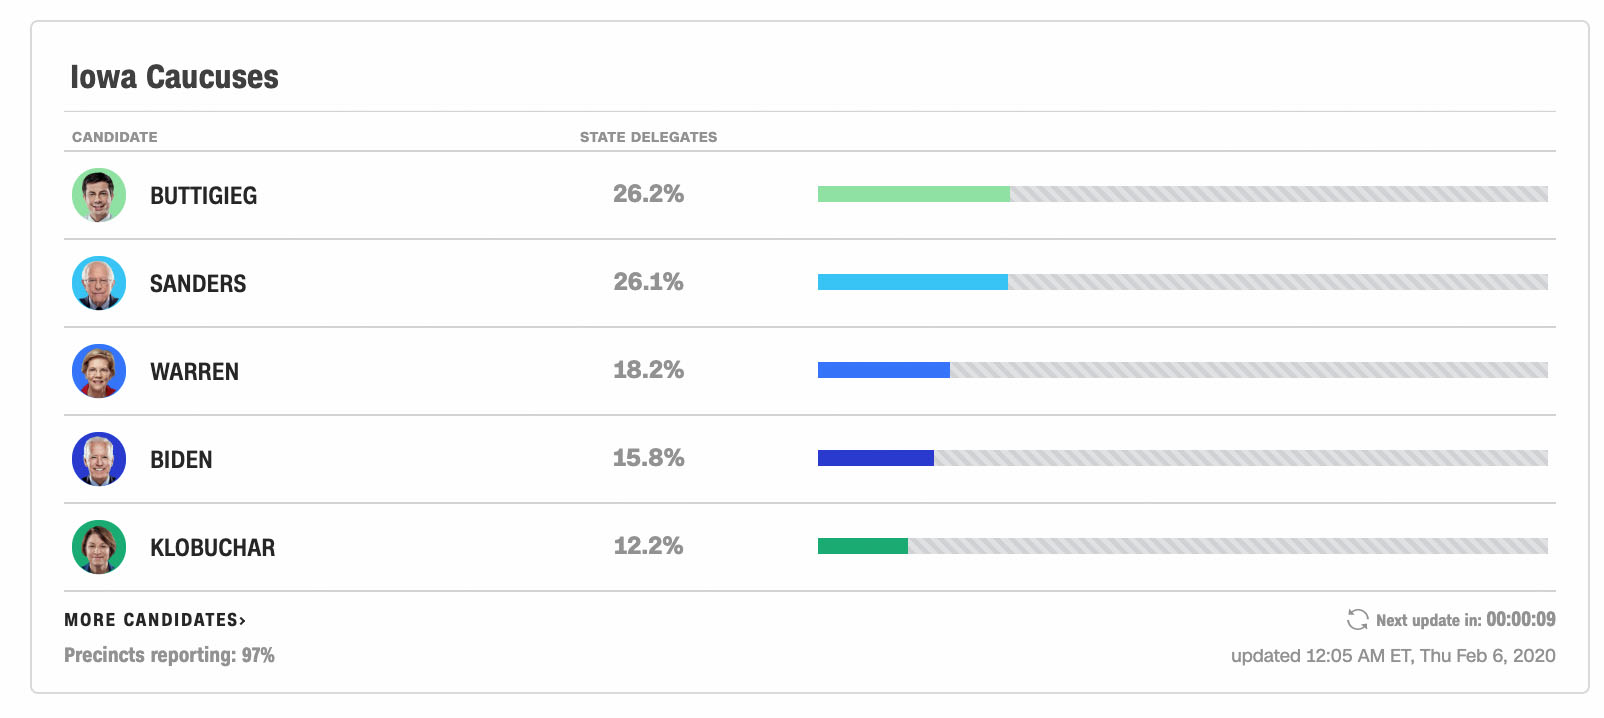 Iowa Caucuses
CANDIDATE STATE DELEGATES
BUTTIGIEG 26.2%
SANDERS 26.1%
WARREN 18.2%
BIDEN 15.8%
KLOBUCHAR 12.2%
MORE CANDIDATES› Next update in: 00:00:09
Precincts reporting: 97% updated 12:05 AM ET, Thu Feb 6, 2020